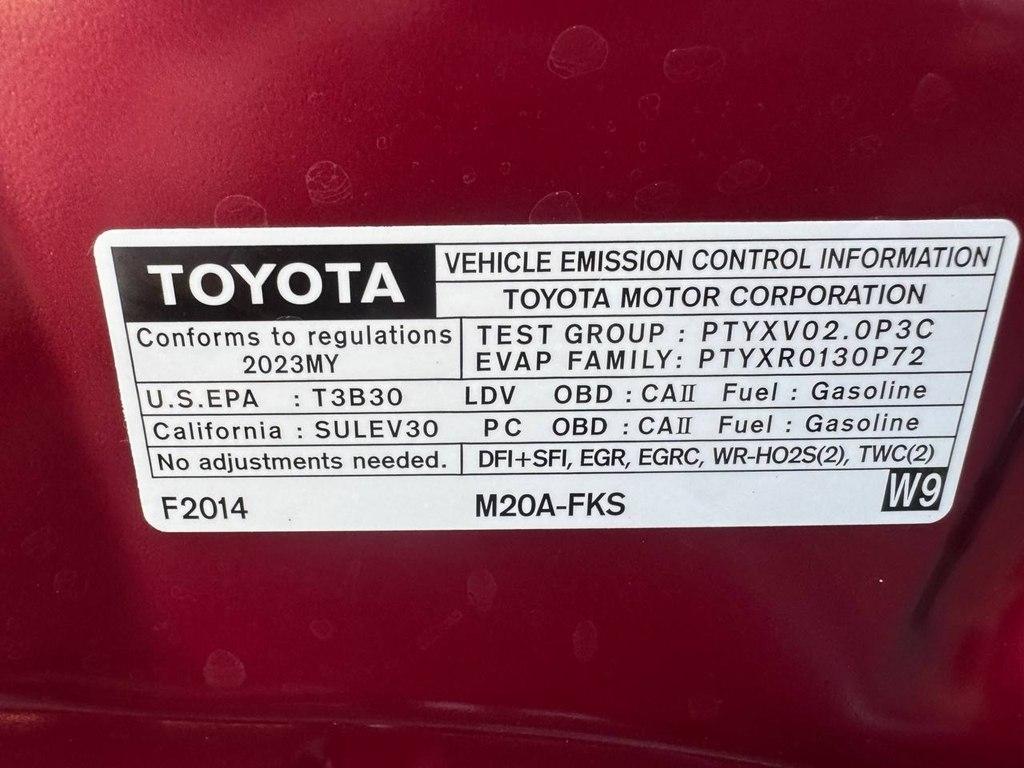 TOYOTA
VEHICLE EMISSION CONTROL INFORMATION
TOYOTA MOTOR CORPORATION
Conforms to regulations
2023MY
TEST GROUP : PTYXV02.0P3C
EVAP FAMILY: PTYXR0130P72
U.S.EPA : T3B30 LDV OBD : CAⅡ Fuel : Gasoline
California : SULEV30 PC OBD : CAⅡ Fuel : Gasoline
No adjustments needed. DFI+SFI, EGR, EGRC, WR-HO2S(2), TWC(2)
F2014 M20A-FKS W9